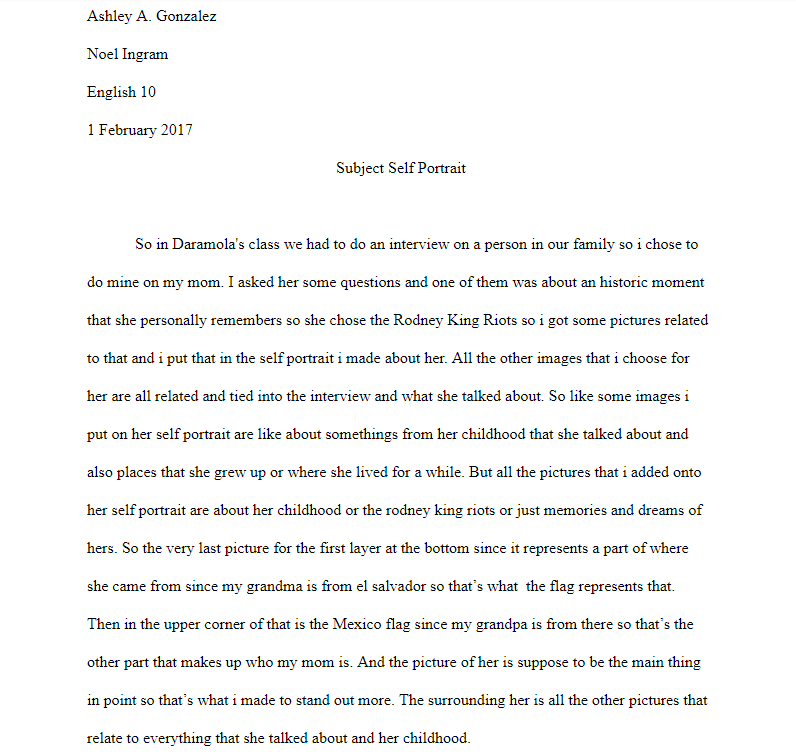 Ashley A. Gonzalez
Noel Ingram
English 10
1 February 2017
Subject Self Portrait
So in Daramola's class we had to do an interview on a person in our family so i chose to
do mine on my mom. I asked her some questions and one of them was about an historic moment
that she personally remembers so she chose the Rodney King Riots so i got some pictures related
to that and i put that in the self portrait i made about her. All the other images that i choose for
her are all related and tied into the interview and what she talked about. So like some images i
put on her self portrait are like about somethings from her childhood that she talked about and
also places that she grew up or where she lived for a while. But all the pictures that i added onto
her self portrait are about her childhood or the rodney king riots or just memories and dreams of
hers. So the very last picture for the first layer at the bottom since it represents a part of where
she came from since my grandma is from el salvador so that’s what  the flag represents that.
Then in the upper corner of that is the Mexico flag since my grandpa is from there so that’s the
other part that makes up who my mom is. And the picture of her is suppose to be the main thing
in point so that’s what i made to stand out more. The surrounding her is all the other pictures that
relate to everything that she talked about and her childhood.